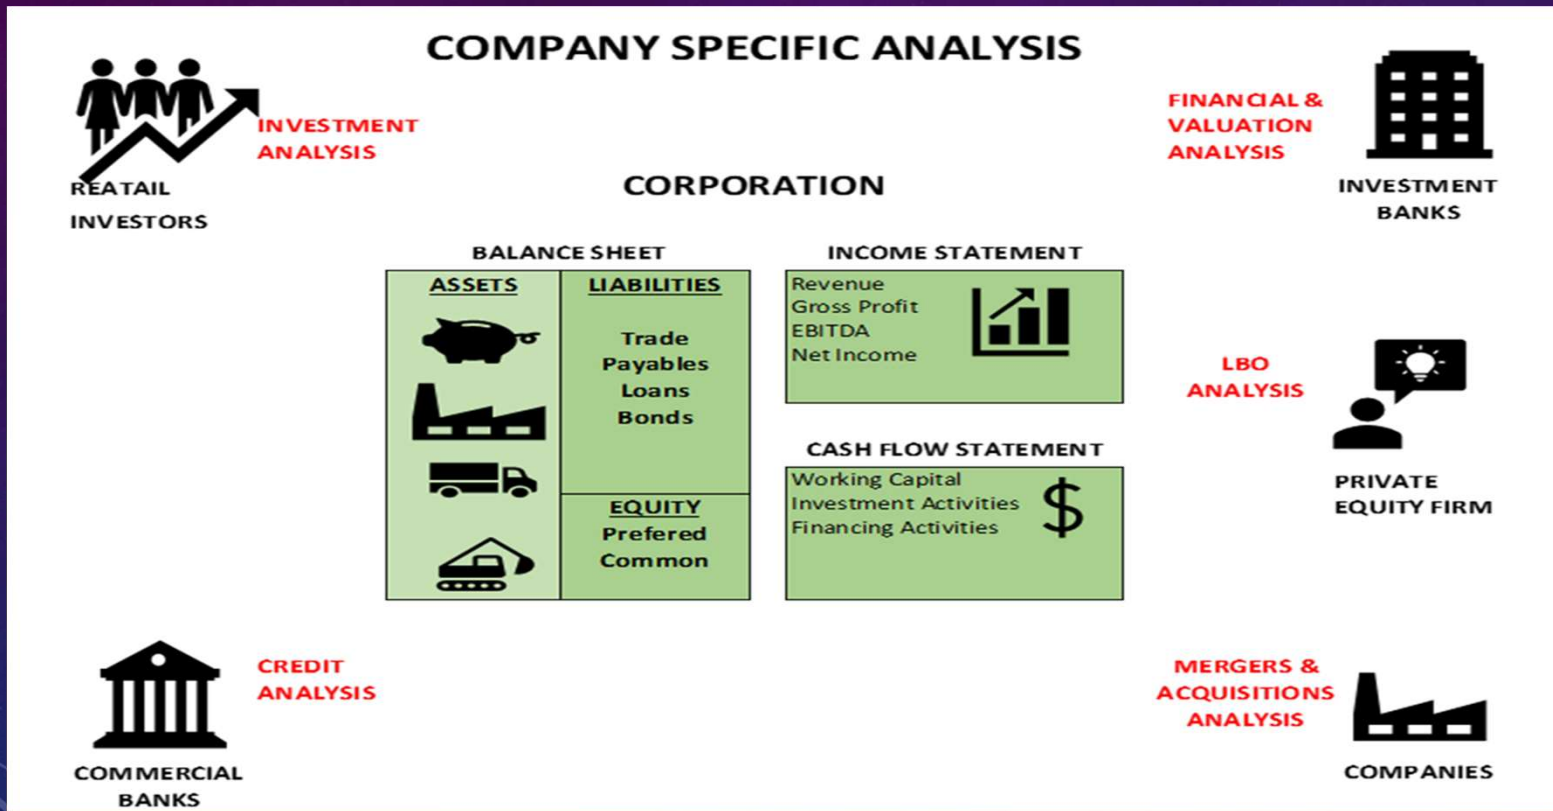 COMPANY SPECIFIC ANALYSIS
INVESTMENT
ANALYSIS
REATAIL
INVESTORS
FINANCIAL &
VALUATION
ANALYSIS
INVESTMENT
BANKS
CORPORATION
BALANCE SHEET
ASSETS
LIABILITIES
Trade
Payables
Loans
Bonds
EQUITY
Prefered
Common
INCOME STATEMENT
Revenue
Gross Profit
EBITDA
Net Income
CASH FLOW STATEMENT
Working Capital
Investment Activities
Financing Activities
$
LBO
ANALYSIS
PRIVATE
EQUITY FIRM
CREDIT
ANALYSIS
COMMERCIAL
BANKS
MERGERS &
ACQUISITIONS
ANALYSIS
COMPANIES